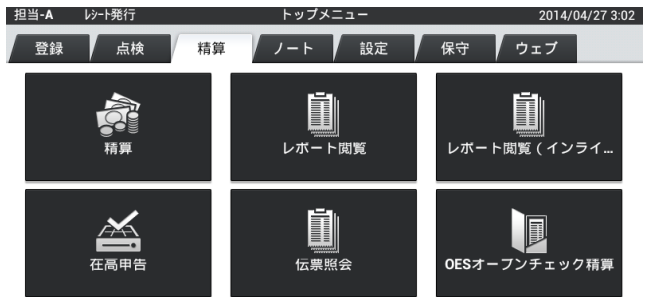 担当-A ﾚｼｰﾄ発行 トップメニュー 2014/04/27 3:02
登録 点検 精算 ノート 設定 保守 ウェブ
精算 レポート閲覧 レポート閲覧 ( インライ...
在高申告 伝票照会 OESオープンチェック精算